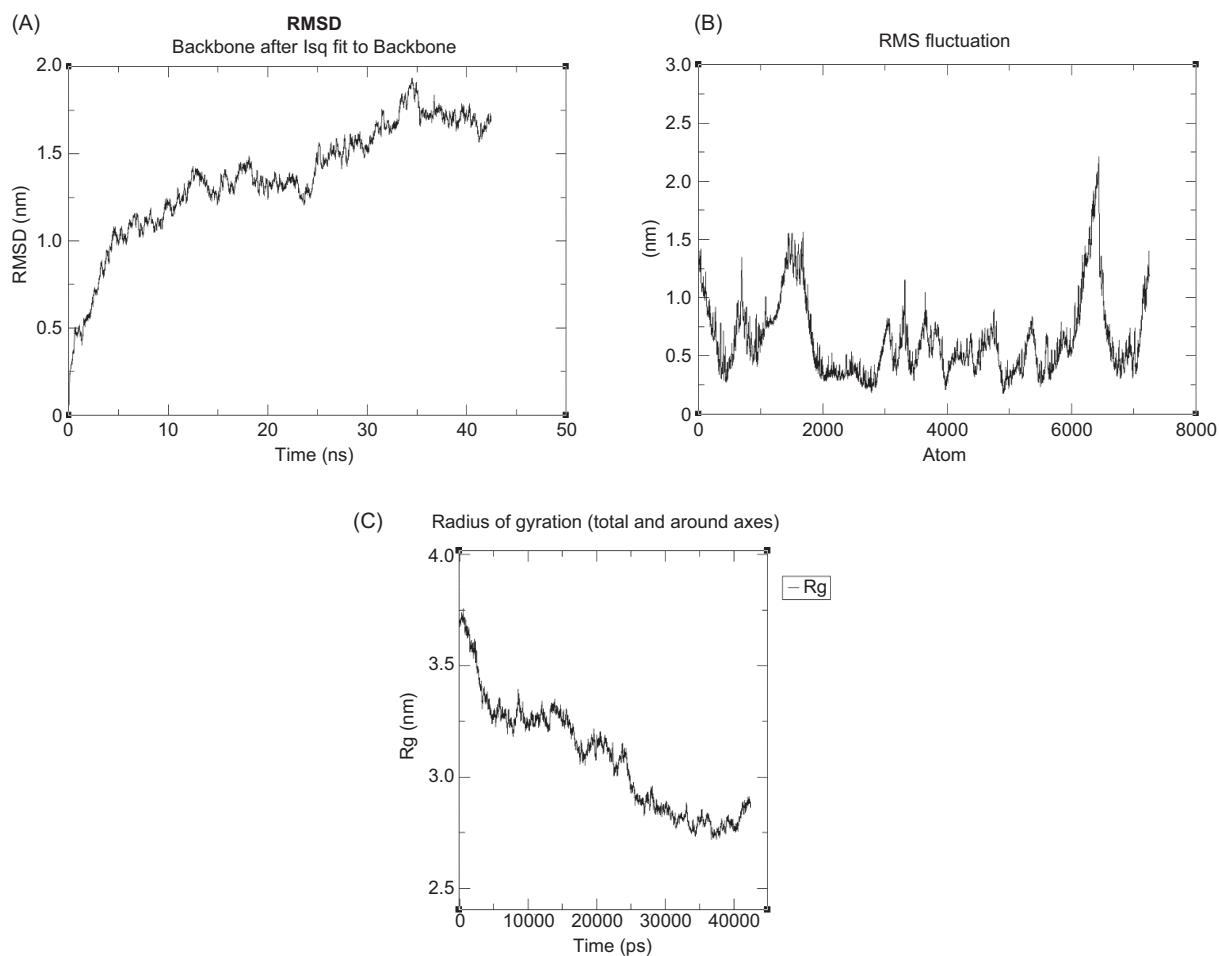 (A)
RMSD
Backbone after lsq fit to Backbone
2.0
1.5
1.0
0.5
0
RMSD (nm)
0 10 20 30 40 50
Time (ns)
(B)
RMS fluctuation
3.0
2.5
2.0
1.5
1.0
0.5
0
(nm)
0 2000 4000 6000 8000
Atom
(C)
Radius of gyration (total and around axes)
4.0
3.5
3.0
2.5
Rg (nm)
Rg
0 10000 20000 30000 40000
Time (ps)